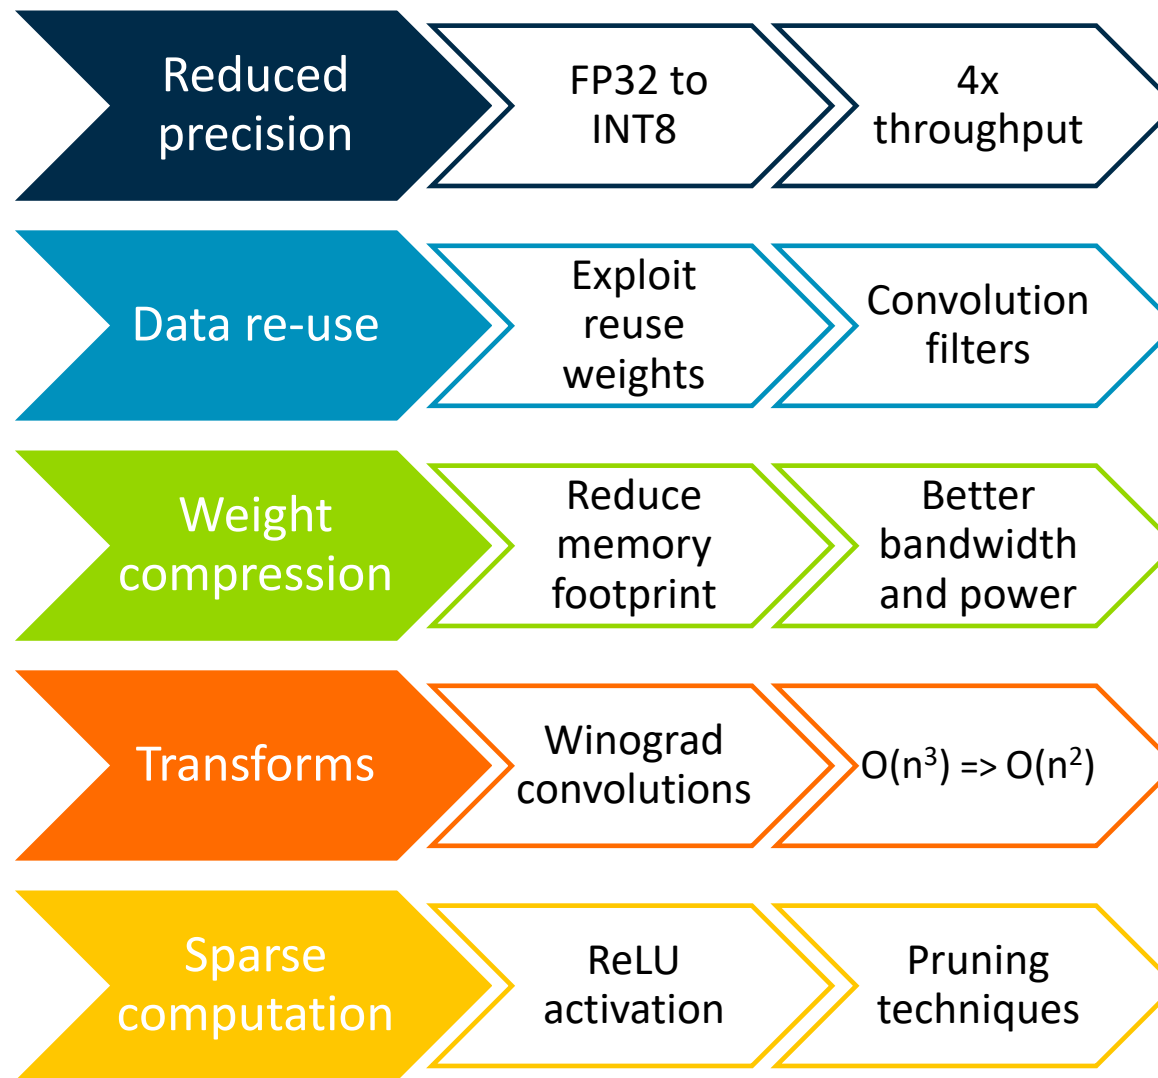 Reduced
precision
FP32 to
INT8
4x
throughput
Data re-use
Exploit
reuse
weights
Convolution
filters
Weight
compression
Reduce
memory
footprint
Better
bandwidth
and power
Transforms
Winograd
convolutions
O(n³) => O(n²)
Sparse
computation
ReLU
activation
Pruning
techniques